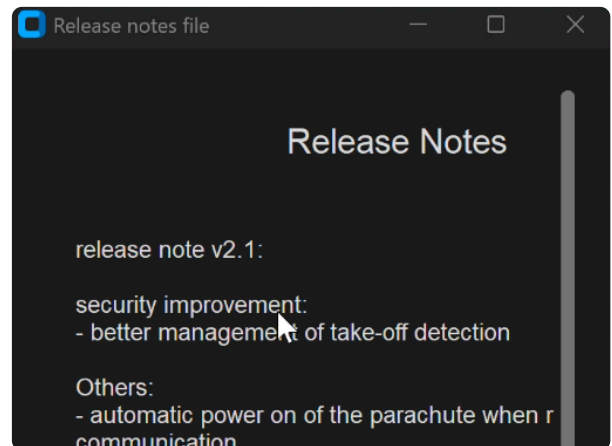 Release notes file
Release Notes
release note v2.1:
security improvement:
- better management of take-off detection
Others:
- automatic power on of the parachute when r
communication